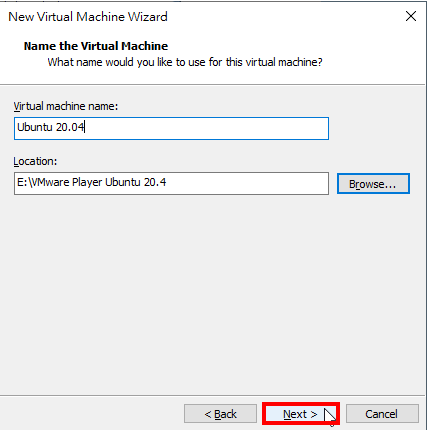 New Virtual Machine Wizard
Name the Virtual Machine
What name would you like to use for this virtual machine?
Virtual machine name:
Ubuntu 20.04
Location:
E:\VMware Player Ubuntu 20.4
Browse...
< Back
Next >
Cancel